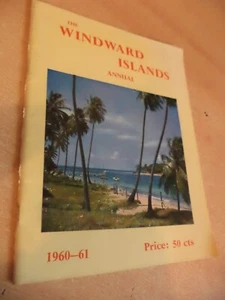 THE
WINDWARD
ISLANDS
ANNUAL
1960—61
Price: 50 cts